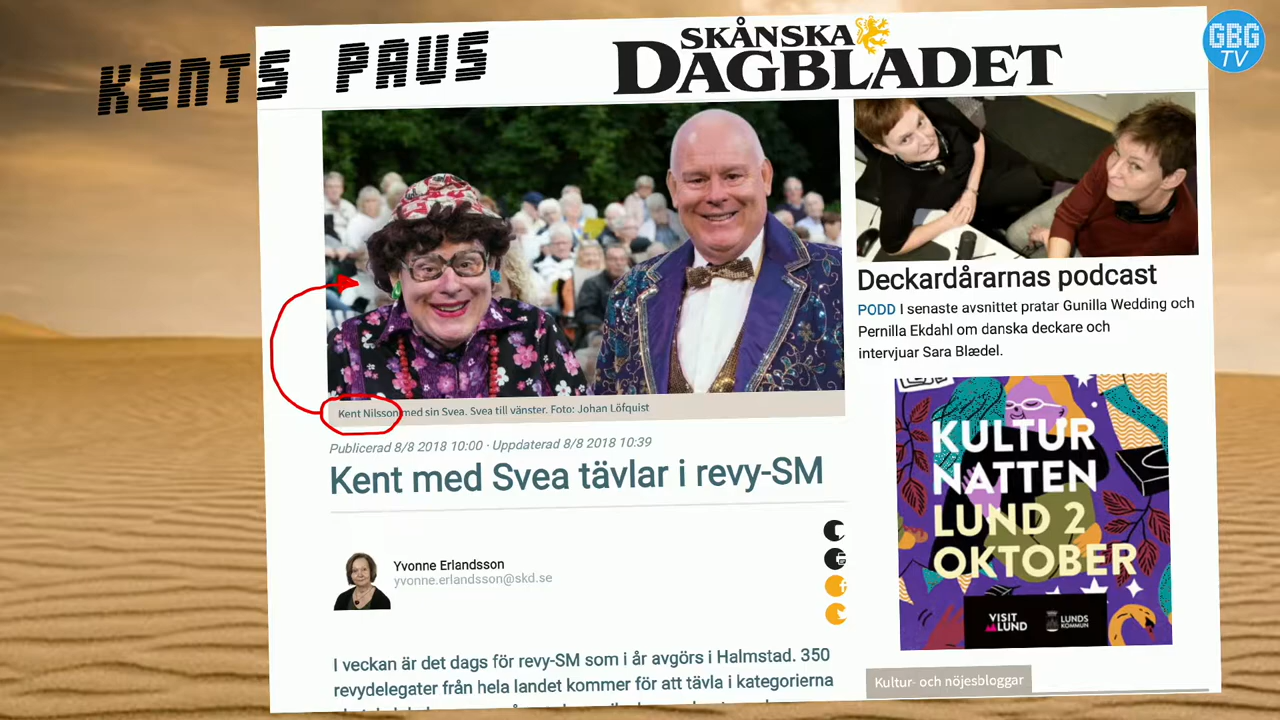 KENTS PAUS
SKÅNSKA
DAGBLADET
GBG
TV
Kent Nilsson med sin Svea. Svea till vänster. Foto: Johan Löfquist
Publicerad 8/8 2018 10:00 · Uppdaterad 8/8 2018 10:39
Kent med Svea tävlar i revy-SM
Yvonne Erlandsson
yvonne.erlandsson@skd.se
I veckan är det dags för revy-SM som i år avgörs i Halmstad. 350
revydelegater från hela landet kommer för att tävla i kategorierna
Deckardårarnas podcast
PODD I senaste avsnittet pratar Gunilla Wedding och
Pernilla Ekdahl om danska deckare och
intervjuar Sara Blædel.
KULTUR
NATTEN
LUND 2
OKTOBER
VISIT
LUND
LUNDS
KOMMUN
Kultur- och nöjesbloggar